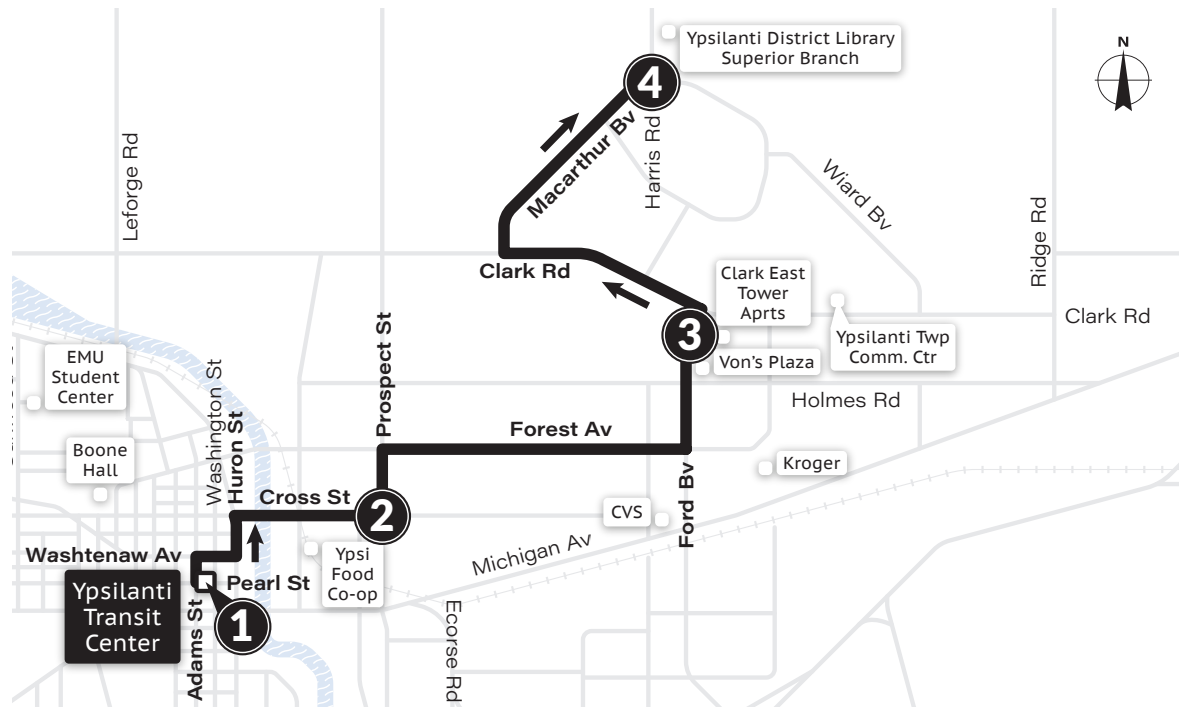 N
Ypsilanti District Library
Superior Branch
4
Macarthur Bv
Harris Rd
Wiard Bv
Leforge Rd
Ridge Rd
Clark Rd
Clark East
Tower
Aprts
Clark Rd
3
Ypsilanti Twp
Comm. Ctr
Von's Plaza
EMU
Student
Center
Prospect St
Holmes Rd
Washington St
Huron St
Forest Av
Boone
Hall
Kroger
Cross St
2
CVS
Ford Bv
Michigan Av
Washtenaw Av
Ypsi
Food
Co-op
Pearl St
Ypsilanti
Transit
Center
1
Adams St
Ecorse Rd